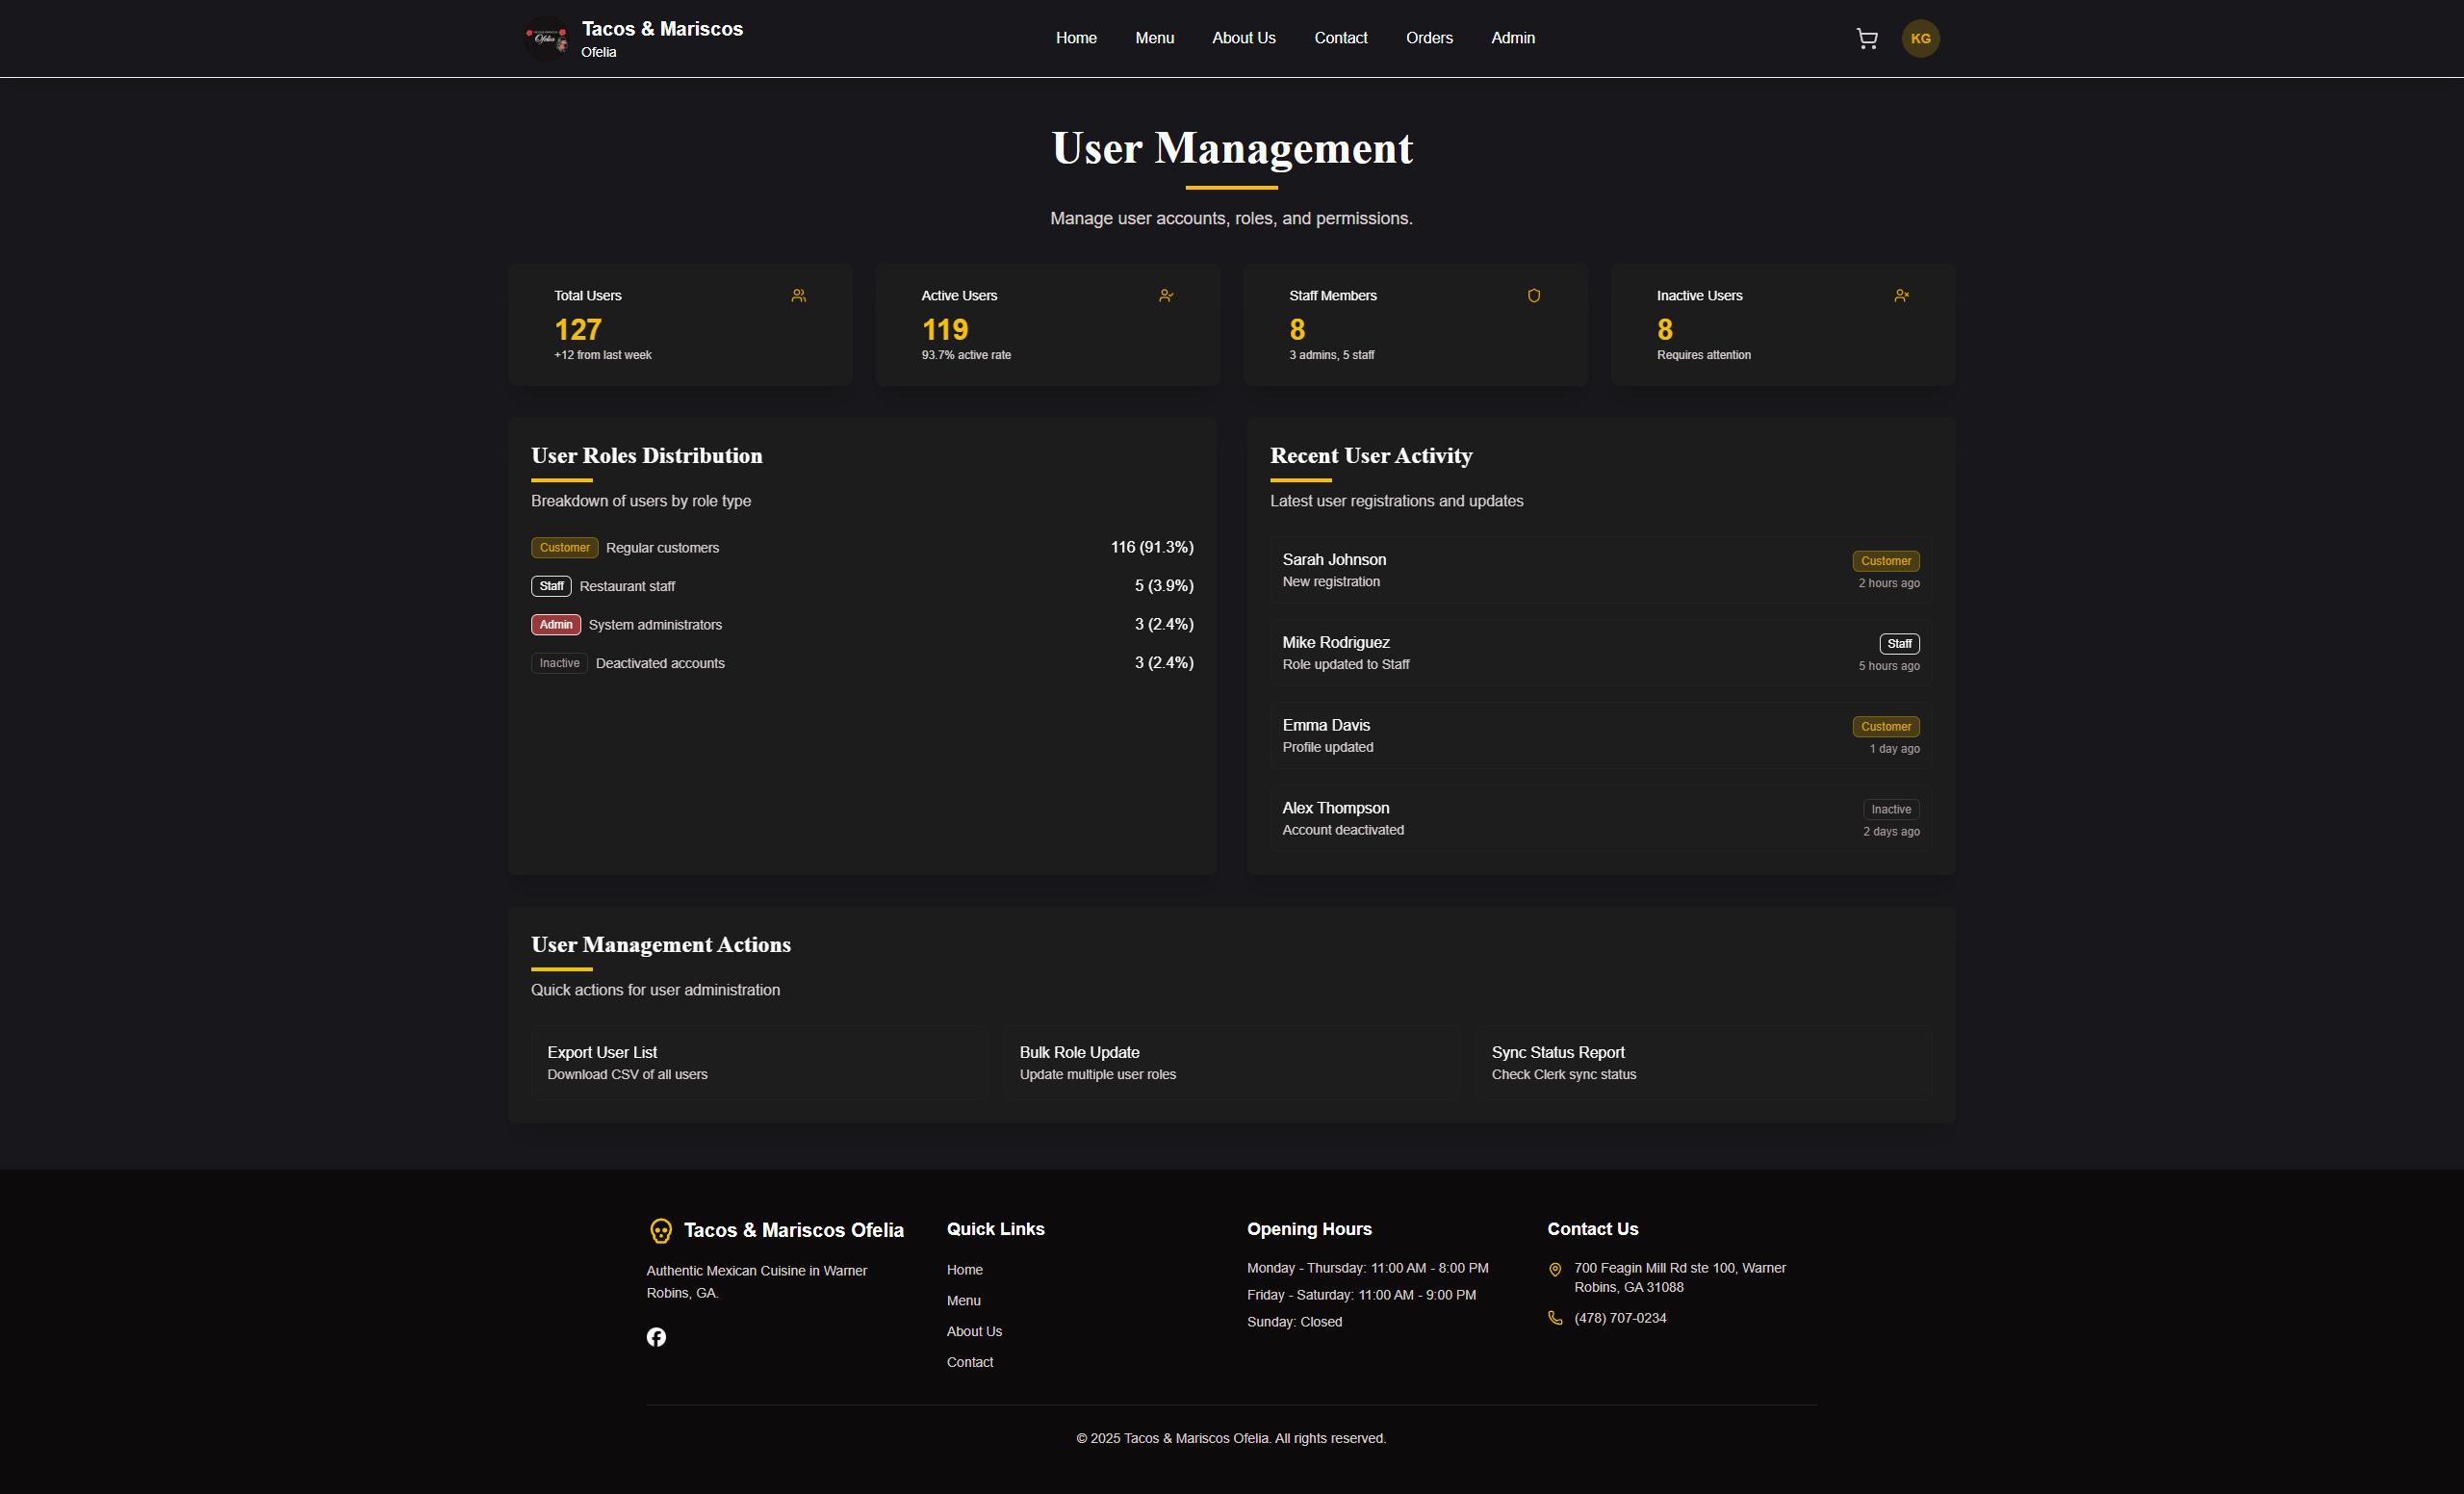 Ofelia
Tacos & Mariscos
Ofelia
Home
Menu
About Us
Contact
Orders
Admin
KG
User Management
Manage user accounts, roles, and permissions.
Total Users
127
+12 from last week
Active Users
119
93.7% active rate
Staff Members
8
3 admins, 5 staff
Inactive Users
8
Requires attention
User Roles Distribution
Breakdown of users by role type
Customer Regular customers 116 (91.3%)
Staff Restaurant staff 5 (3.9%)
Admin System administrators 3 (2.4%)
Inactive Deactivated accounts 3 (2.4%)
Recent User Activity
Latest user registrations and updates
Sarah Johnson Customer
New registration 2 hours ago
Mike Rodriguez Staff
Role updated to Staff 5 hours ago
Emma Davis Customer
Profile updated 1 day ago
Alex Thompson Inactive
Account deactivated 2 days ago
User Management Actions
Quick actions for user administration
Export User List
Download CSV of all users
Bulk Role Update
Update multiple user roles
Sync Status Report
Check Clerk sync status
Tacos & Mariscos Ofelia
Authentic Mexican Cuisine in Warner
Robins, GA.
Quick Links
Home
Menu
About Us
Contact
Opening Hours
Monday - Thursday: 11:00 AM - 8:00 PM
Friday - Saturday: 11:00 AM - 9:00 PM
Sunday: Closed
Contact Us
700 Feagin Mill Rd ste 100, Warner
Robins, GA 31088
(478) 707-0234
© 2025 Tacos & Mariscos Ofelia. All rights reserved.